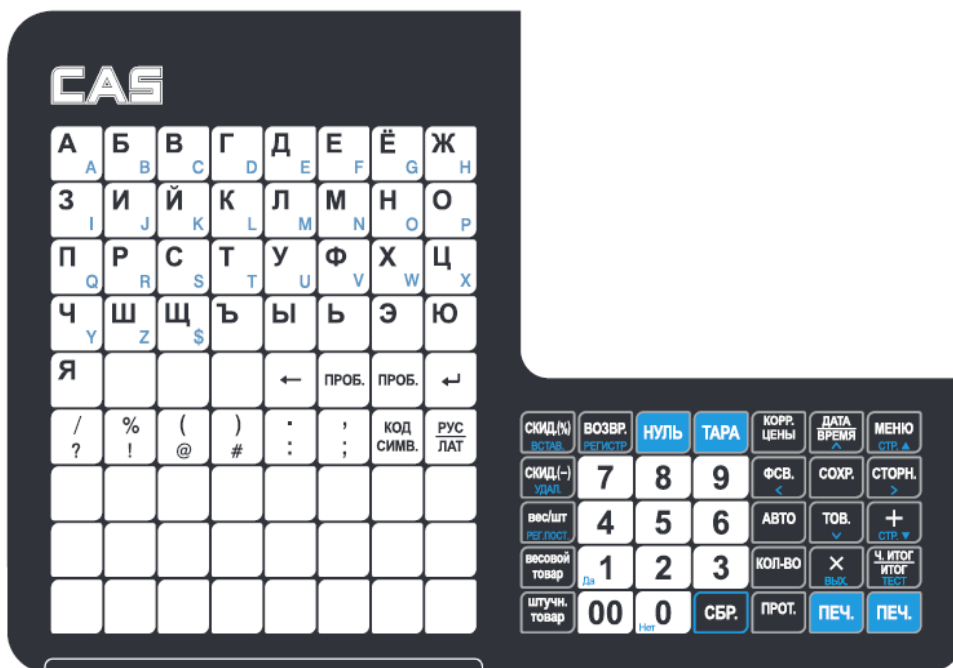 CAS
А A Б B В C Г D Д E Е F Ё G Ж H
З I И J Й K К L Л M М N Н O О P
П Q Р R С S Т T У U Ф V Х W Ц X
Ч Y Ш Z Щ $ Ъ Ы Ь Э Ю
Я ← ПРОБ. ПРОБ. ↵
/ % ( ) . , КОД РУС
? ! @ # : ; СИМВ. ЛАТ
СКИД.(%) ВОЗВР. НУЛЬ ТАРА КОРР. ЦЕНЫ ДАТА ВРЕМЯ МЕНЮ
ВСТАВ. РЕГИСТР ^ СТР. ▲
СКИД.(−) 7 8 9 ФСВ. СОХР. СТОРН.
УДАЛ. < >
вес/шт 4 5 6 АВТО ТОВ. +
РЕГ.ПОСТ. ∨ СТР. ▼
весовой товар Да 1 2 3 КОЛ-ВО × Ч. ИТОГ ИТОГ
ВЫХ. ТЕСТ
штучн. товар 00 Нет 0 СБР. ПРОТ. ПЕЧ. ПЕЧ.